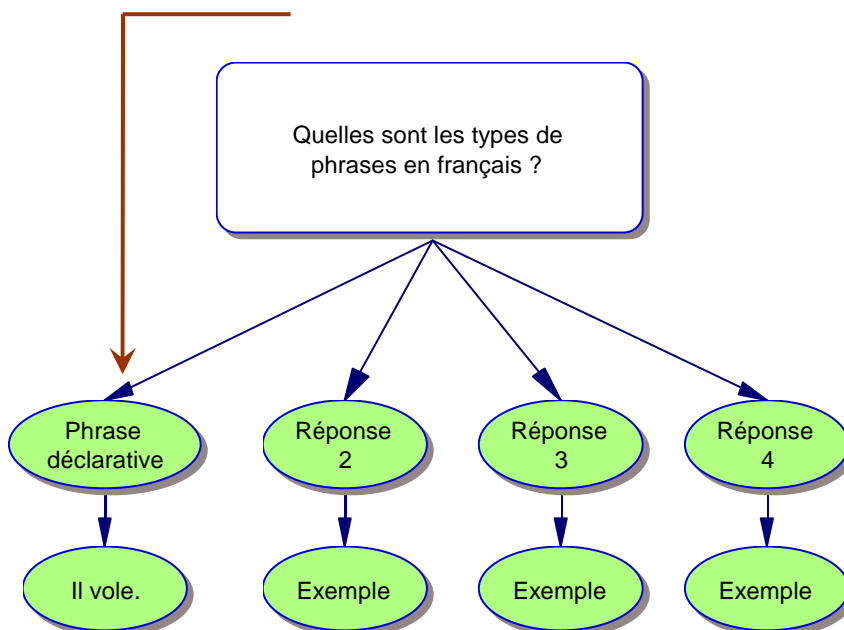 Quelles sont les types de
phrases en français ?
Phrase
déclarative
Réponse
2
Réponse
3
Réponse
4
Il vole.
Exemple
Exemple
Exemple